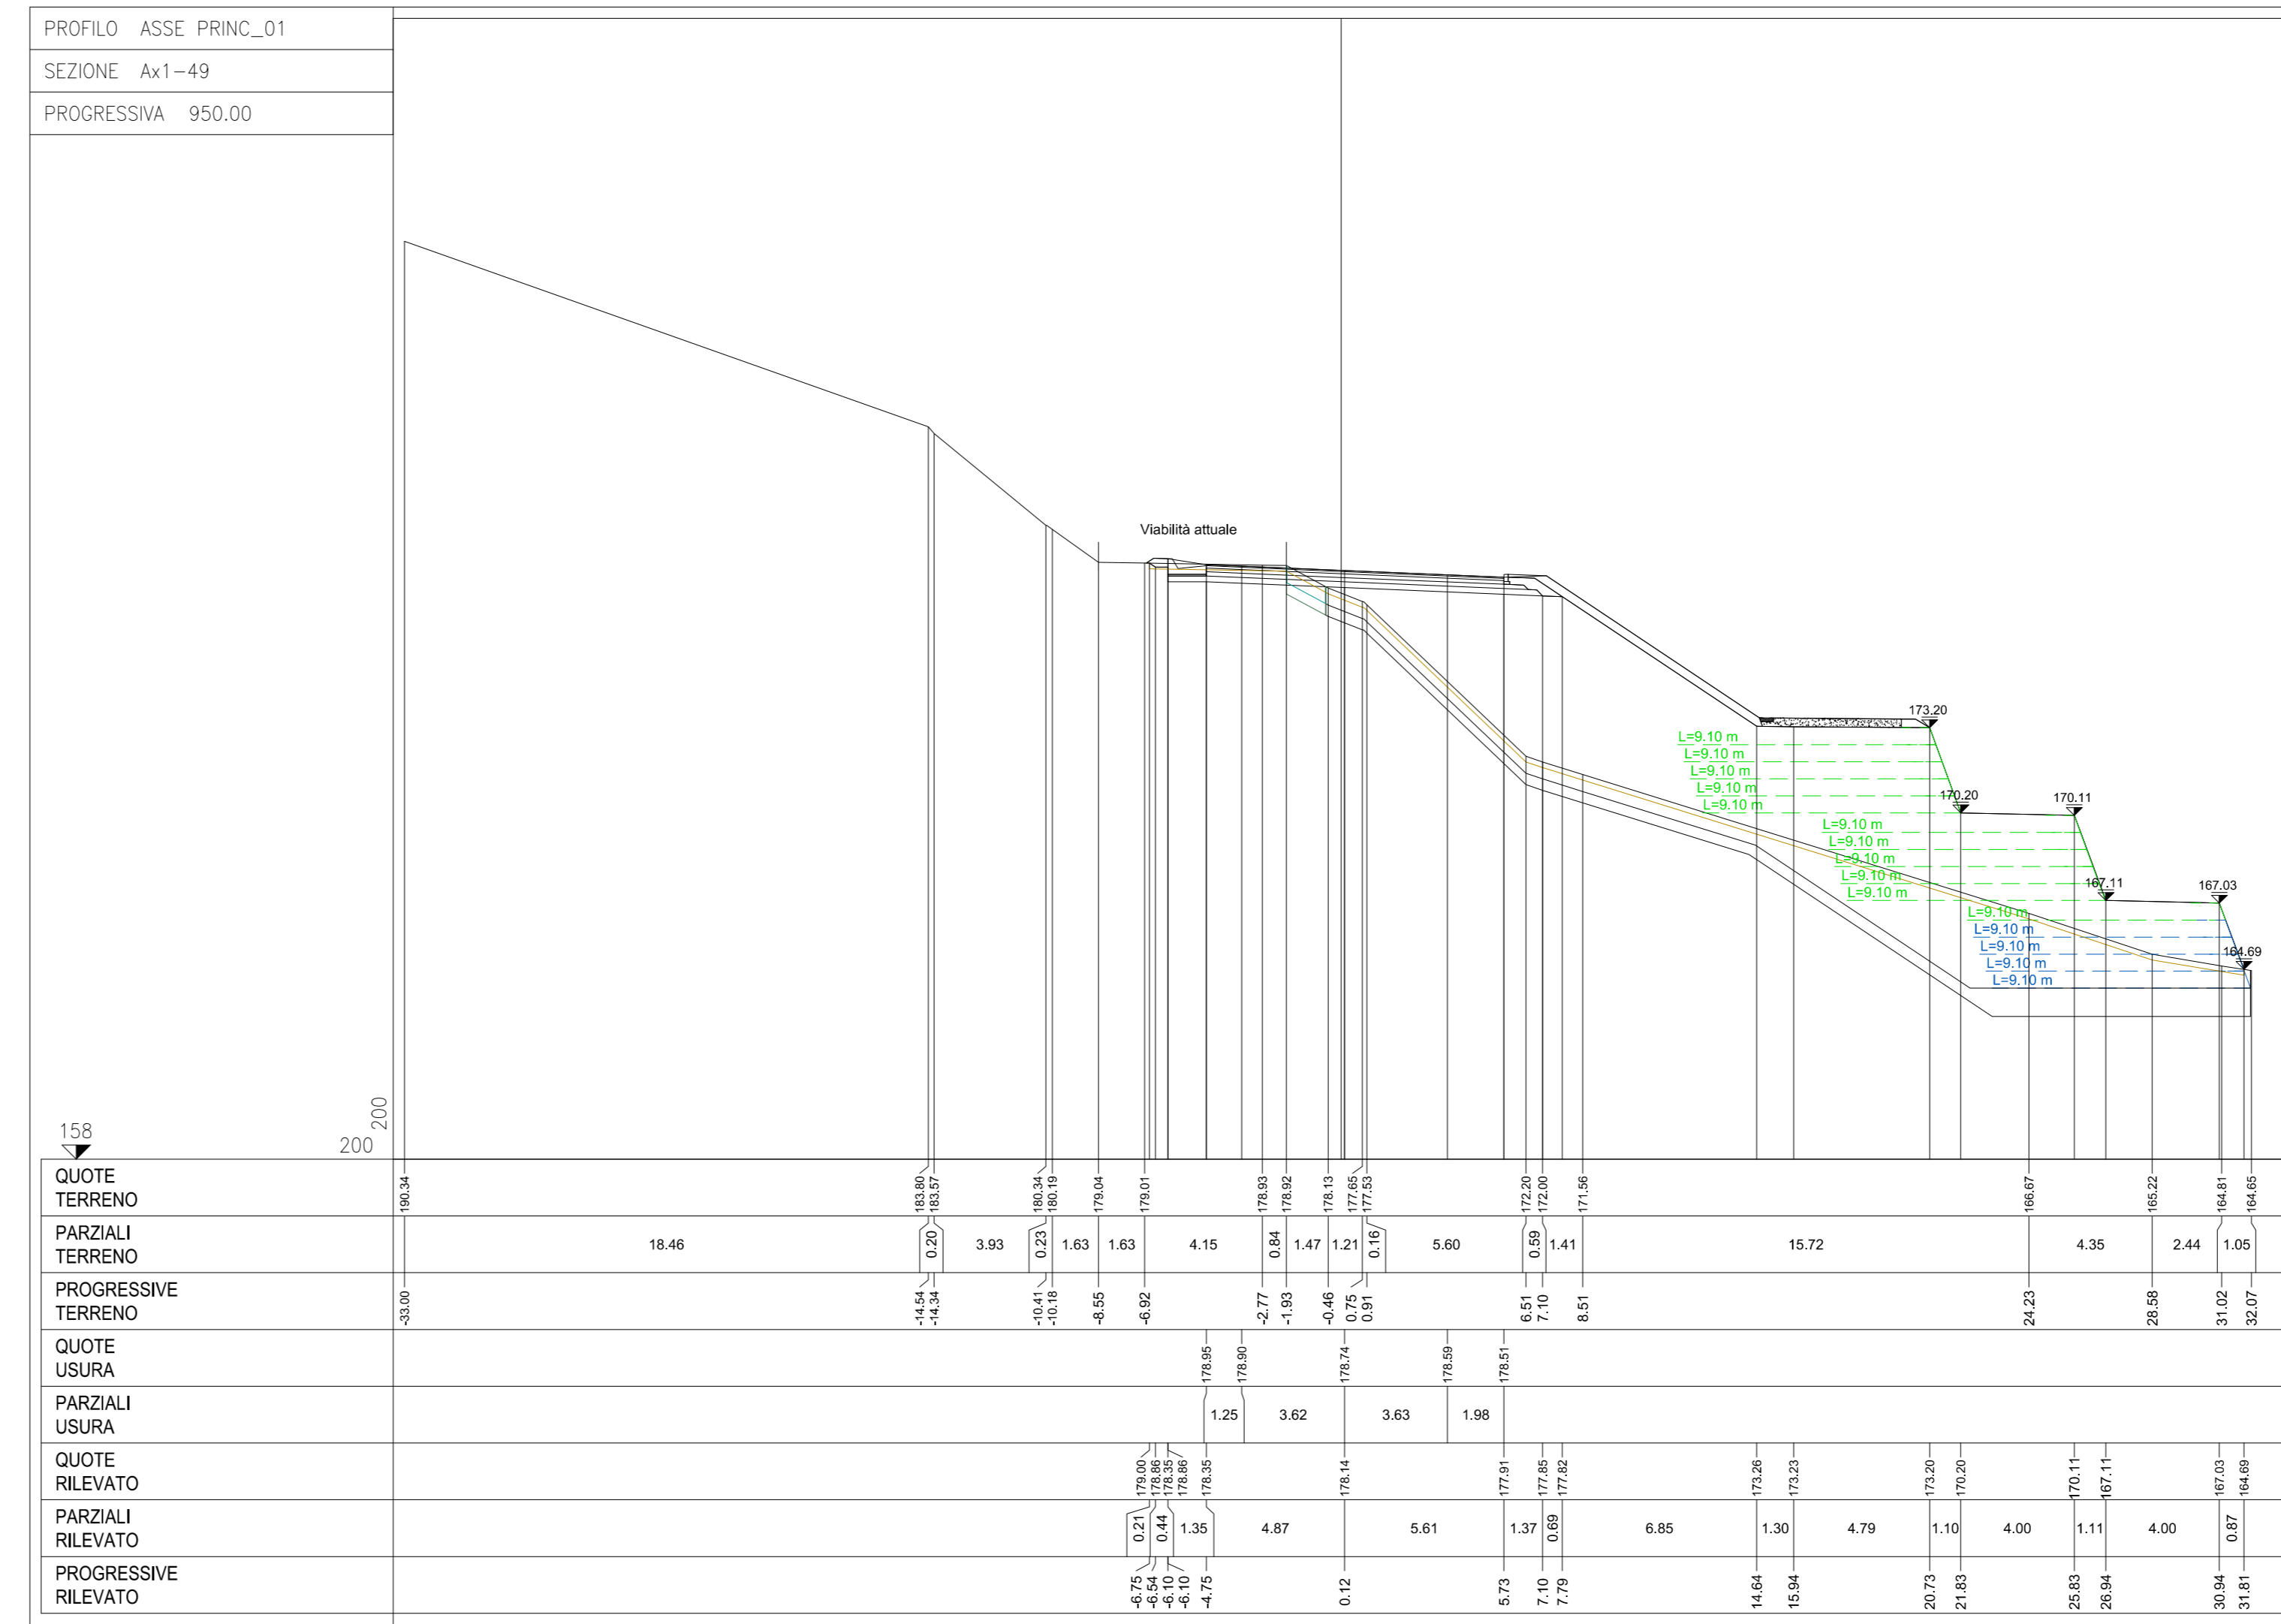 PROFILO ASSE PRINC_01
SEZIONE Ax1-49
PROGRESSIVA 950.00
Viabilità attuale
173.20
L=9.10 m
L=9.10 m
L=9.10 m
L=9.10 m
L=9.10 m
170.20
170.11
L=9.10 m
L=9.10 m
L=9.10 m
L=9.10 m
L=9.10 m
167.11
167.03
L=9.10 m
L=9.10 m
L=9.10 m
L=9.10 m
L=9.10 m
164.69
158
200
200
QUOTE
TERRENO
190.34 183.80 183.57 180.34 180.19 179.04 179.01 178.93 178.92 178.13 177.65 177.53 172.20 172.00 171.56 166.67 165.22 164.81 164.65
PARZIALI
TERRENO
18.46 0.20 3.93 0.23 1.63 1.63 4.15 0.84 1.47 1.21 0.16 5.60 0.59 1.41 15.72 4.35 2.44 1.05
PROGRESSIVE
TERRENO
-33.00 -14.54 -14.34 -10.41 -10.18 -8.55 -6.92 -2.77 -1.93 -0.46 0.75 0.91 6.51 7.10 8.51 24.23 28.58 31.02 32.07
QUOTE
USURA
178.95 178.90 178.74 178.59 178.51
PARZIALI
USURA
1.25 3.62 3.63 1.98
QUOTE
RILEVATO
179.00 178.86 178.35 178.86 178.35 178.14 177.91 177.85 177.82 173.26 173.23 173.20 170.20 170.11 167.11 167.03 164.69
PARZIALI
RILEVATO
0.21 0.44 1.35 4.87 5.61 1.37 0.69 6.85 1.30 4.79 1.10 4.00 1.11 4.00 0.87
PROGRESSIVE
RILEVATO
-6.75 -6.54 -6.10 -6.10 -4.75 0.12 5.73 7.10 7.79 14.64 15.94 20.73 21.83 25.83 26.94 30.94 31.81